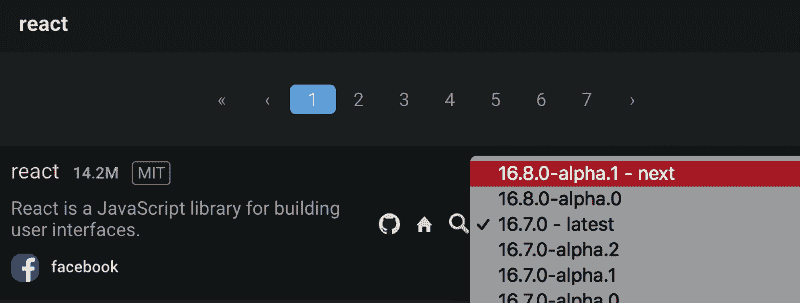 react
« ‹ 1 2 3 4 5 6 7 ›
react 14.2M MIT
React is a JavaScript library for building
user interfaces.
facebook
16.8.0-alpha.1 - next
16.8.0-alpha.0
✓ 16.7.0 - latest
16.7.0-alpha.2
16.7.0-alpha.1
16.7.0-alpha.0